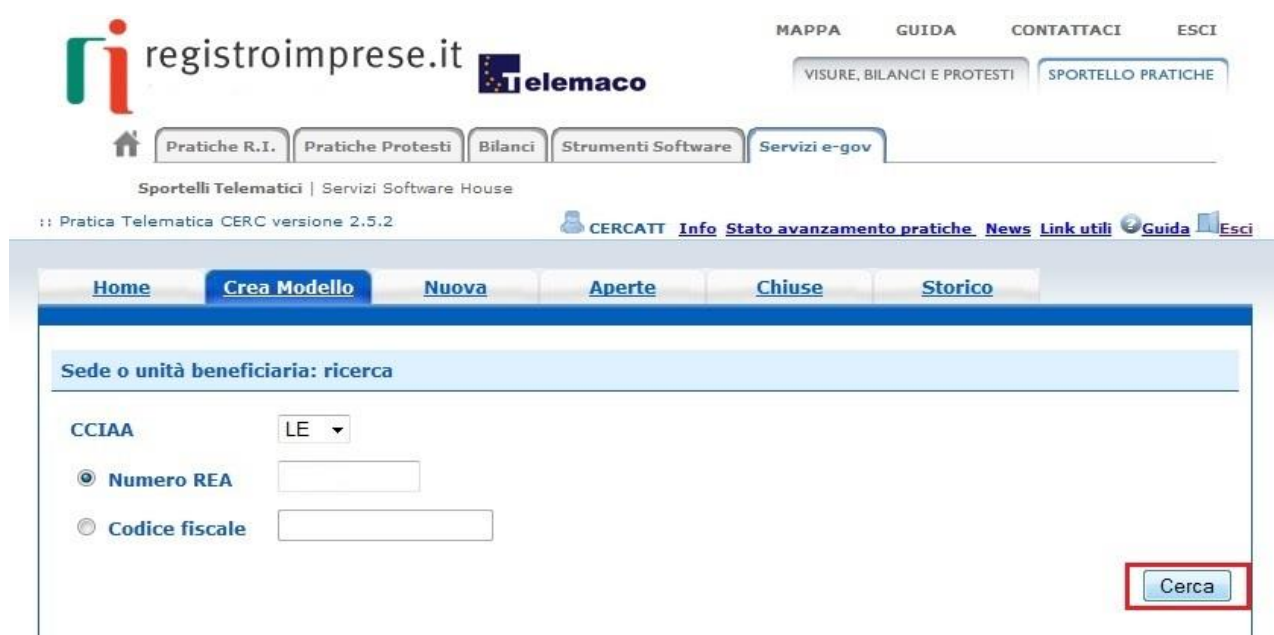 MAPPA GUIDA CONTATTACI ESCI
ri registroimprese.it Telemaco
VISURE, BILANCI E PROTESTI SPORTELLO PRATICHE
Pratiche R.I. Pratiche Protesti Bilanci Strumenti Software Servizi e-gov
Sportelli Telematici | Servizi Software House
:: Pratica Telematica CERC versione 2.5.2 CERCATT Info Stato avanzamento pratiche News Link utili ? Guida Esci
Home Crea Modello Nuova Aperte Chiuse Storico
Sede o unità beneficiaria: ricerca
CCIAA LE
Numero REA
Codice fiscale
Cerca